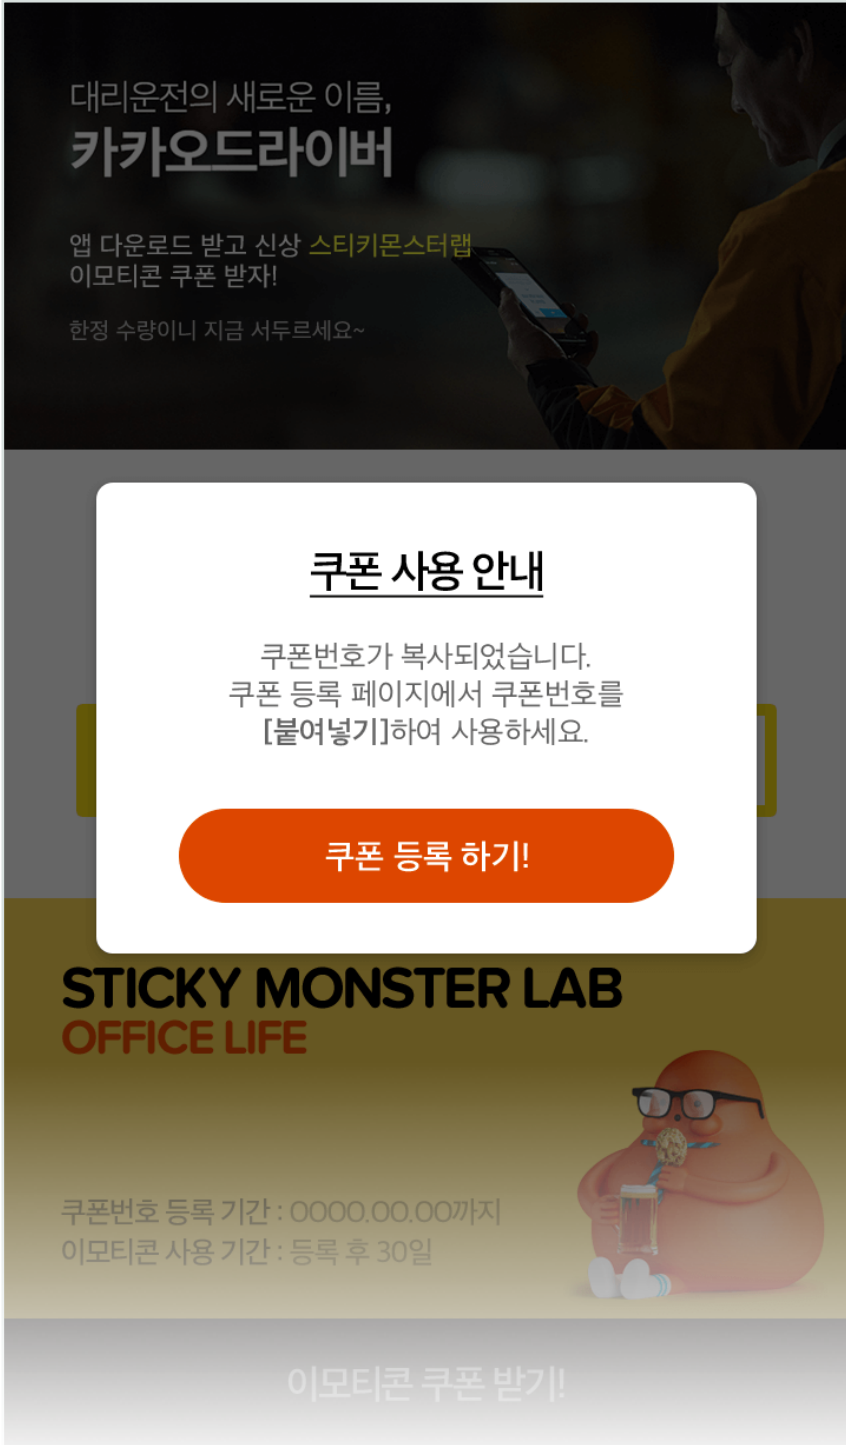 대리운전의 새로운 이름,
카카오드라이버
앱 다운로드 받고 신상 스티키몬스터랩
이모티콘 쿠폰 받자!
한정 수량이니 지금 서두르세요~
쿠폰 사용 안내
쿠폰번호가 복사되었습니다.
쿠폰 등록 페이지에서 쿠폰번호를
[붙여넣기]하여 사용하세요.
쿠폰 등록 하기!
STICKY MONSTER LAB
OFFICE LIFE
쿠폰번호 등록 기간 : 0000.00.00까지
이모티콘 사용 기간 : 등록 후 30일
이모티콘 쿠폰 받기!